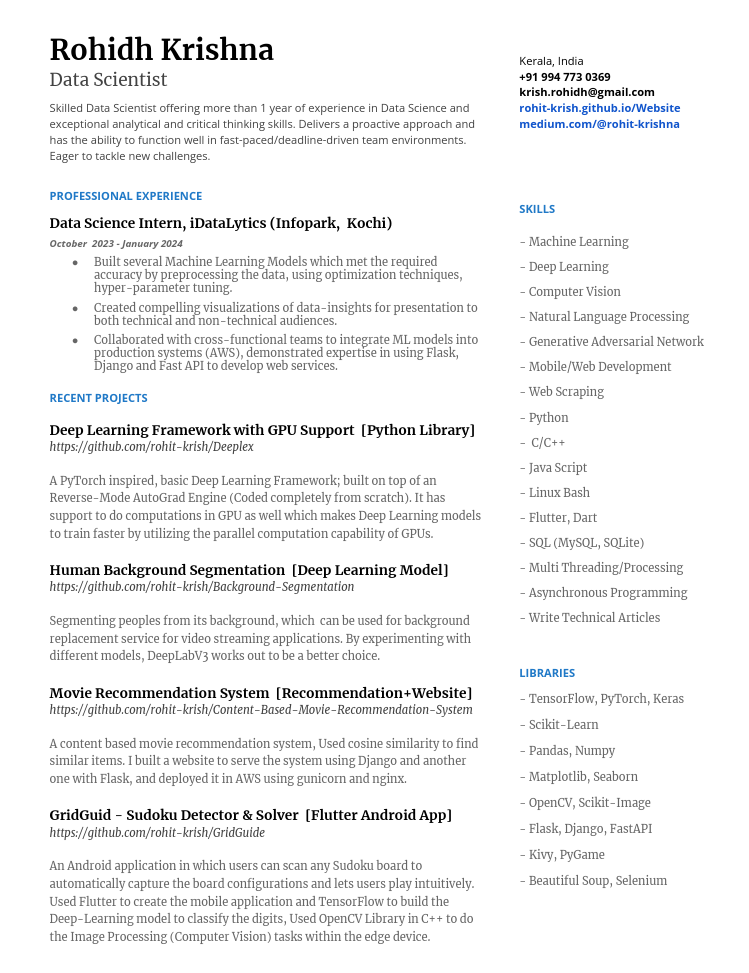 Rohidh Krishna
Data Scientist
Skilled Data Scientist offering more than 1 year of experience in Data Science and
exceptional analytical and critical thinking skills. Delivers a proactive approach and
has the ability to function well in fast-paced/deadline-driven team environments.
Eager to tackle new challenges.
Kerala, India
+91 994 773 0369
krish.rohidh@gmail.com
rohit-krish.github.io/Website
medium.com/@rohit-krishna
PROFESSIONAL EXPERIENCE
Data Science Intern, iDataLytics (Infopark, Kochi)
October 2023 - January 2024
● Built several Machine Learning Models which met the required
accuracy by preprocessing the data, using optimization techniques,
hyper-parameter tuning.
● Created compelling visualizations of data-insights for presentation to
both technical and non-technical audiences.
● Collaborated with cross-functional teams to integrate ML models into
production systems (AWS), demonstrated expertise in using Flask,
Django and Fast API to develop web services.
RECENT PROJECTS
Deep Learning Framework with GPU Support [Python Library]
https://github.com/rohit-krish/Deeplex
A PyTorch inspired, basic Deep Learning Framework; built on top of an
Reverse-Mode AutoGrad Engine (Coded completely from scratch). It has
support to do computations in GPU as well which makes Deep Learning models
to train faster by utilizing the parallel computation capability of GPUs.
Human Background Segmentation [Deep Learning Model]
https://github.com/rohit-krish/Background-Segmentation
Segmenting peoples from its background, which can be used for background
replacement service for video streaming applications. By experimenting with
different models, DeepLabV3 works out to be a better choice.
Movie Recommendation System [Recommendation+Website]
https://github.com/rohit-krish/Content-Based-Movie-Recommendation-System
A content based movie recommendation system, Used cosine similarity to find
similar items. I built a website to serve the system using Django and another
one with Flask, and deployed it in AWS using gunicorn and nginx.
GridGuid - Sudoku Detector & Solver [Flutter Android App]
https://github.com/rohit-krish/GridGuide
An Android application in which users can scan any Sudoku board to
automatically capture the board configurations and lets users play intuitively.
Used Flutter to create the mobile application and TensorFlow to build the
Deep-Learning model to classify the digits, Used OpenCV Library in C++ to do
the Image Processing (Computer Vision) tasks within the edge device.
SKILLS
- Machine Learning
- Deep Learning
- Computer Vision
- Natural Language Processing
- Generative Adversarial Network
- Mobile/Web Development
- Web Scraping
- Python
- C/C++
- Java Script
- Linux Bash
- Flutter, Dart
- SQL (MySQL, SQLite)
- Multi Threading/Processing
- Asynchronous Programming
- Write Technical Articles
LIBRARIES
- TensorFlow, PyTorch, Keras
- Scikit-Learn
- Pandas, Numpy
- Matplotlib, Seaborn
- OpenCV, Scikit-Image
- Flask, Django, FastAPI
- Kivy, PyGame
- Beautiful Soup, Selenium